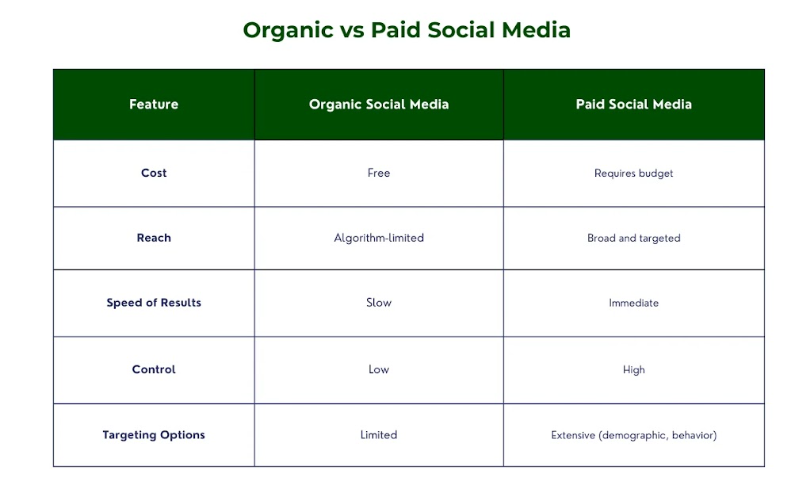 Organic vs Paid Social Media
Feature Organic Social Media Paid Social Media
Cost Free Requires budget
Reach Algorithm-limited Broad and targeted
Speed of Results Slow Immediate
Control Low High
Targeting Options Limited Extensive (demographic, behavior)